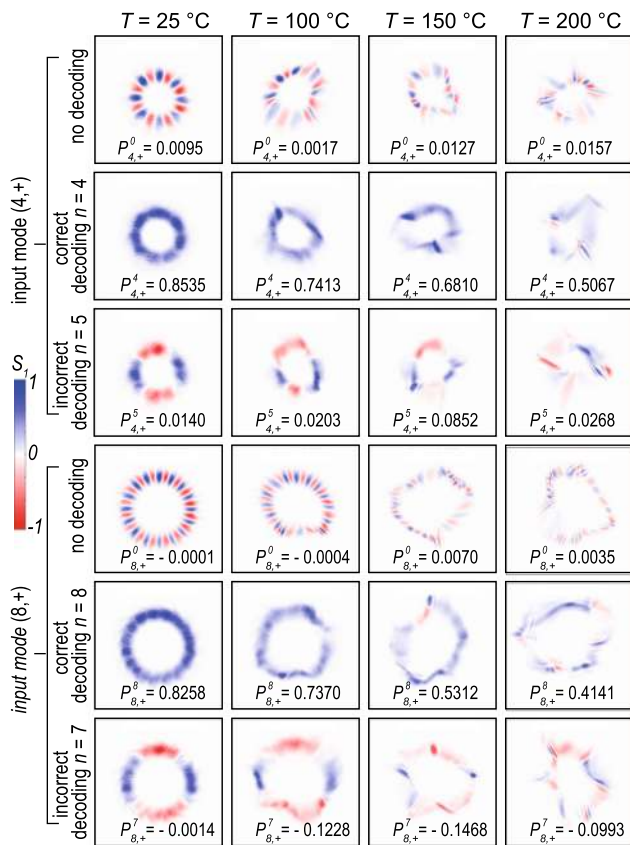 T = 25 °C T = 100 °C T = 150 °C T = 200 °C
input mode (4,+)
no decoding
P⁰₄,₊ = 0.0095 P⁰₄,₊ = 0.0017 P⁰₄,₊ = 0.0127 P⁰₄,₊ = 0.0157
correct
decoding n = 4
P⁴₄,₊ = 0.8535 P⁴₄,₊ = 0.7413 P⁴₄,₊ = 0.6810 P⁴₄,₊ = 0.5067
incorrect
decoding n = 5
P⁵₄,₊ = 0.0140 P⁵₄,₊ = 0.0203 P⁵₄,₊ = 0.0852 P⁵₄,₊ = 0.0268
S₁
1
0
-1
input mode (8,+)
no decoding
P⁰₈,₊ = - 0.0001 P⁰₈,₊ = - 0.0004 P⁰₈,₊ = 0.0070 P⁰₈,₊ = 0.0035
correct
decoding n = 8
P⁸₈,₊ = 0.8258 P⁸₈,₊ = 0.7370 P⁸₈,₊ = 0.5312 P⁸₈,₊ = 0.4141
incorrect
decoding n = 7
P⁷₈,₊ = - 0.0014 P⁷₈,₊ = - 0.1228 P⁷₈,₊ = - 0.1468 P⁷₈,₊ = - 0.0993